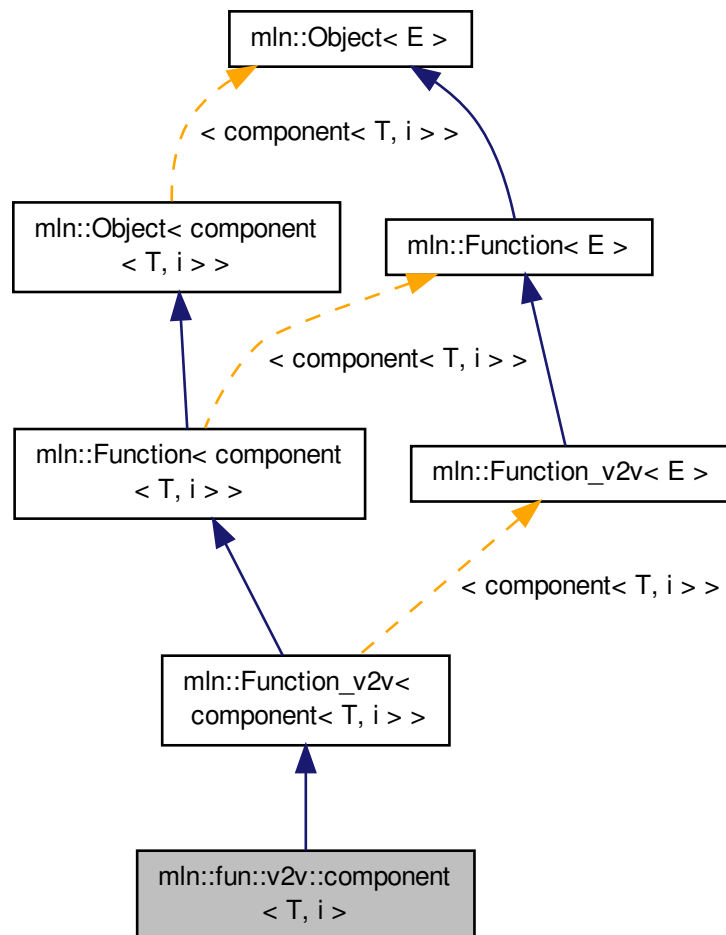 mln::Object< E >
< component< T, i > >
mln::Object< component
< T, i > >
mln::Function< E >
< component< T, i > >
mln::Function< component
< T, i > >
mln::Function_v2v< E >
< component< T, i > >
mln::Function_v2v<
component< T, i > >
mln::fun::v2v::component
< T, i >